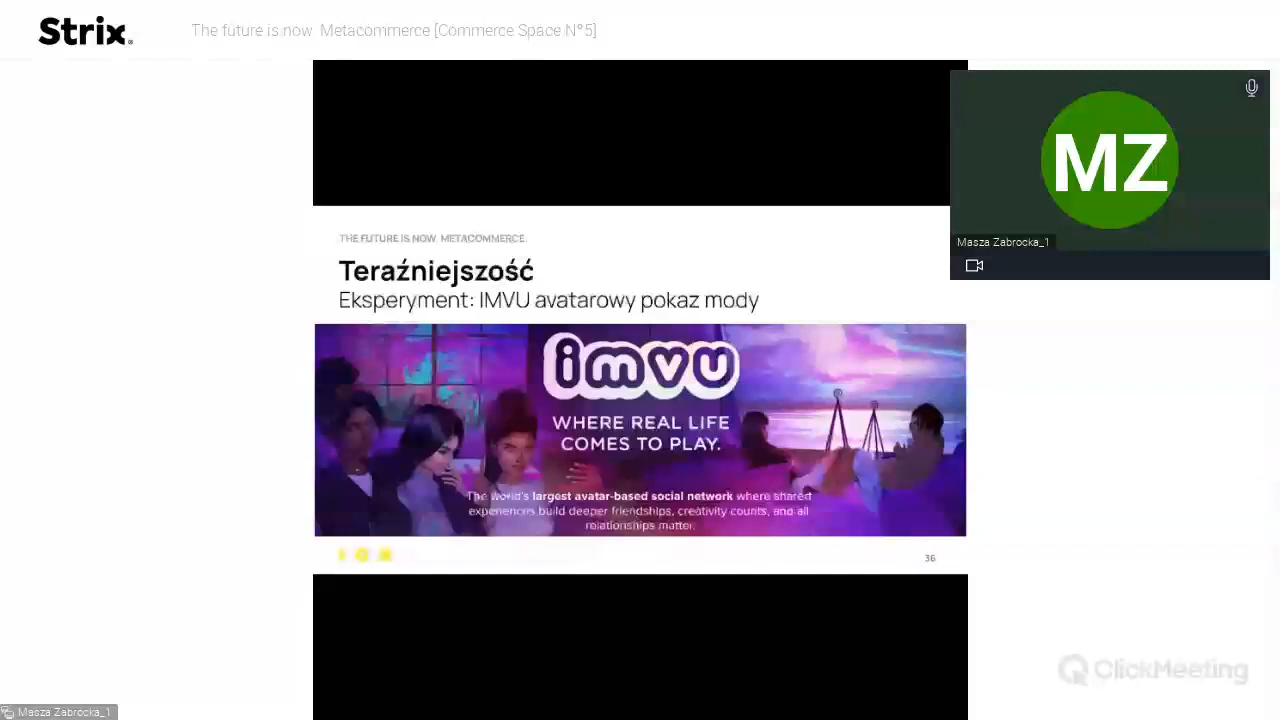 Strix
The future is now Metacommerce [Commerce Space N°5]
MZ
Masza Zabrocka_1
THE FUTURE IS NOW METACOMMERCE.
Teraźniejszość
Eksperyment: IMVU avatarowy pokaz mody
imvu
WHERE REAL LIFE
COMES TO PLAY.
The world's largest avatar-based social network where shared
experiences build deeper friendships, creativity counts, and all
relationships matter.
36
ClickMeeting
Masza Zabrocka_1